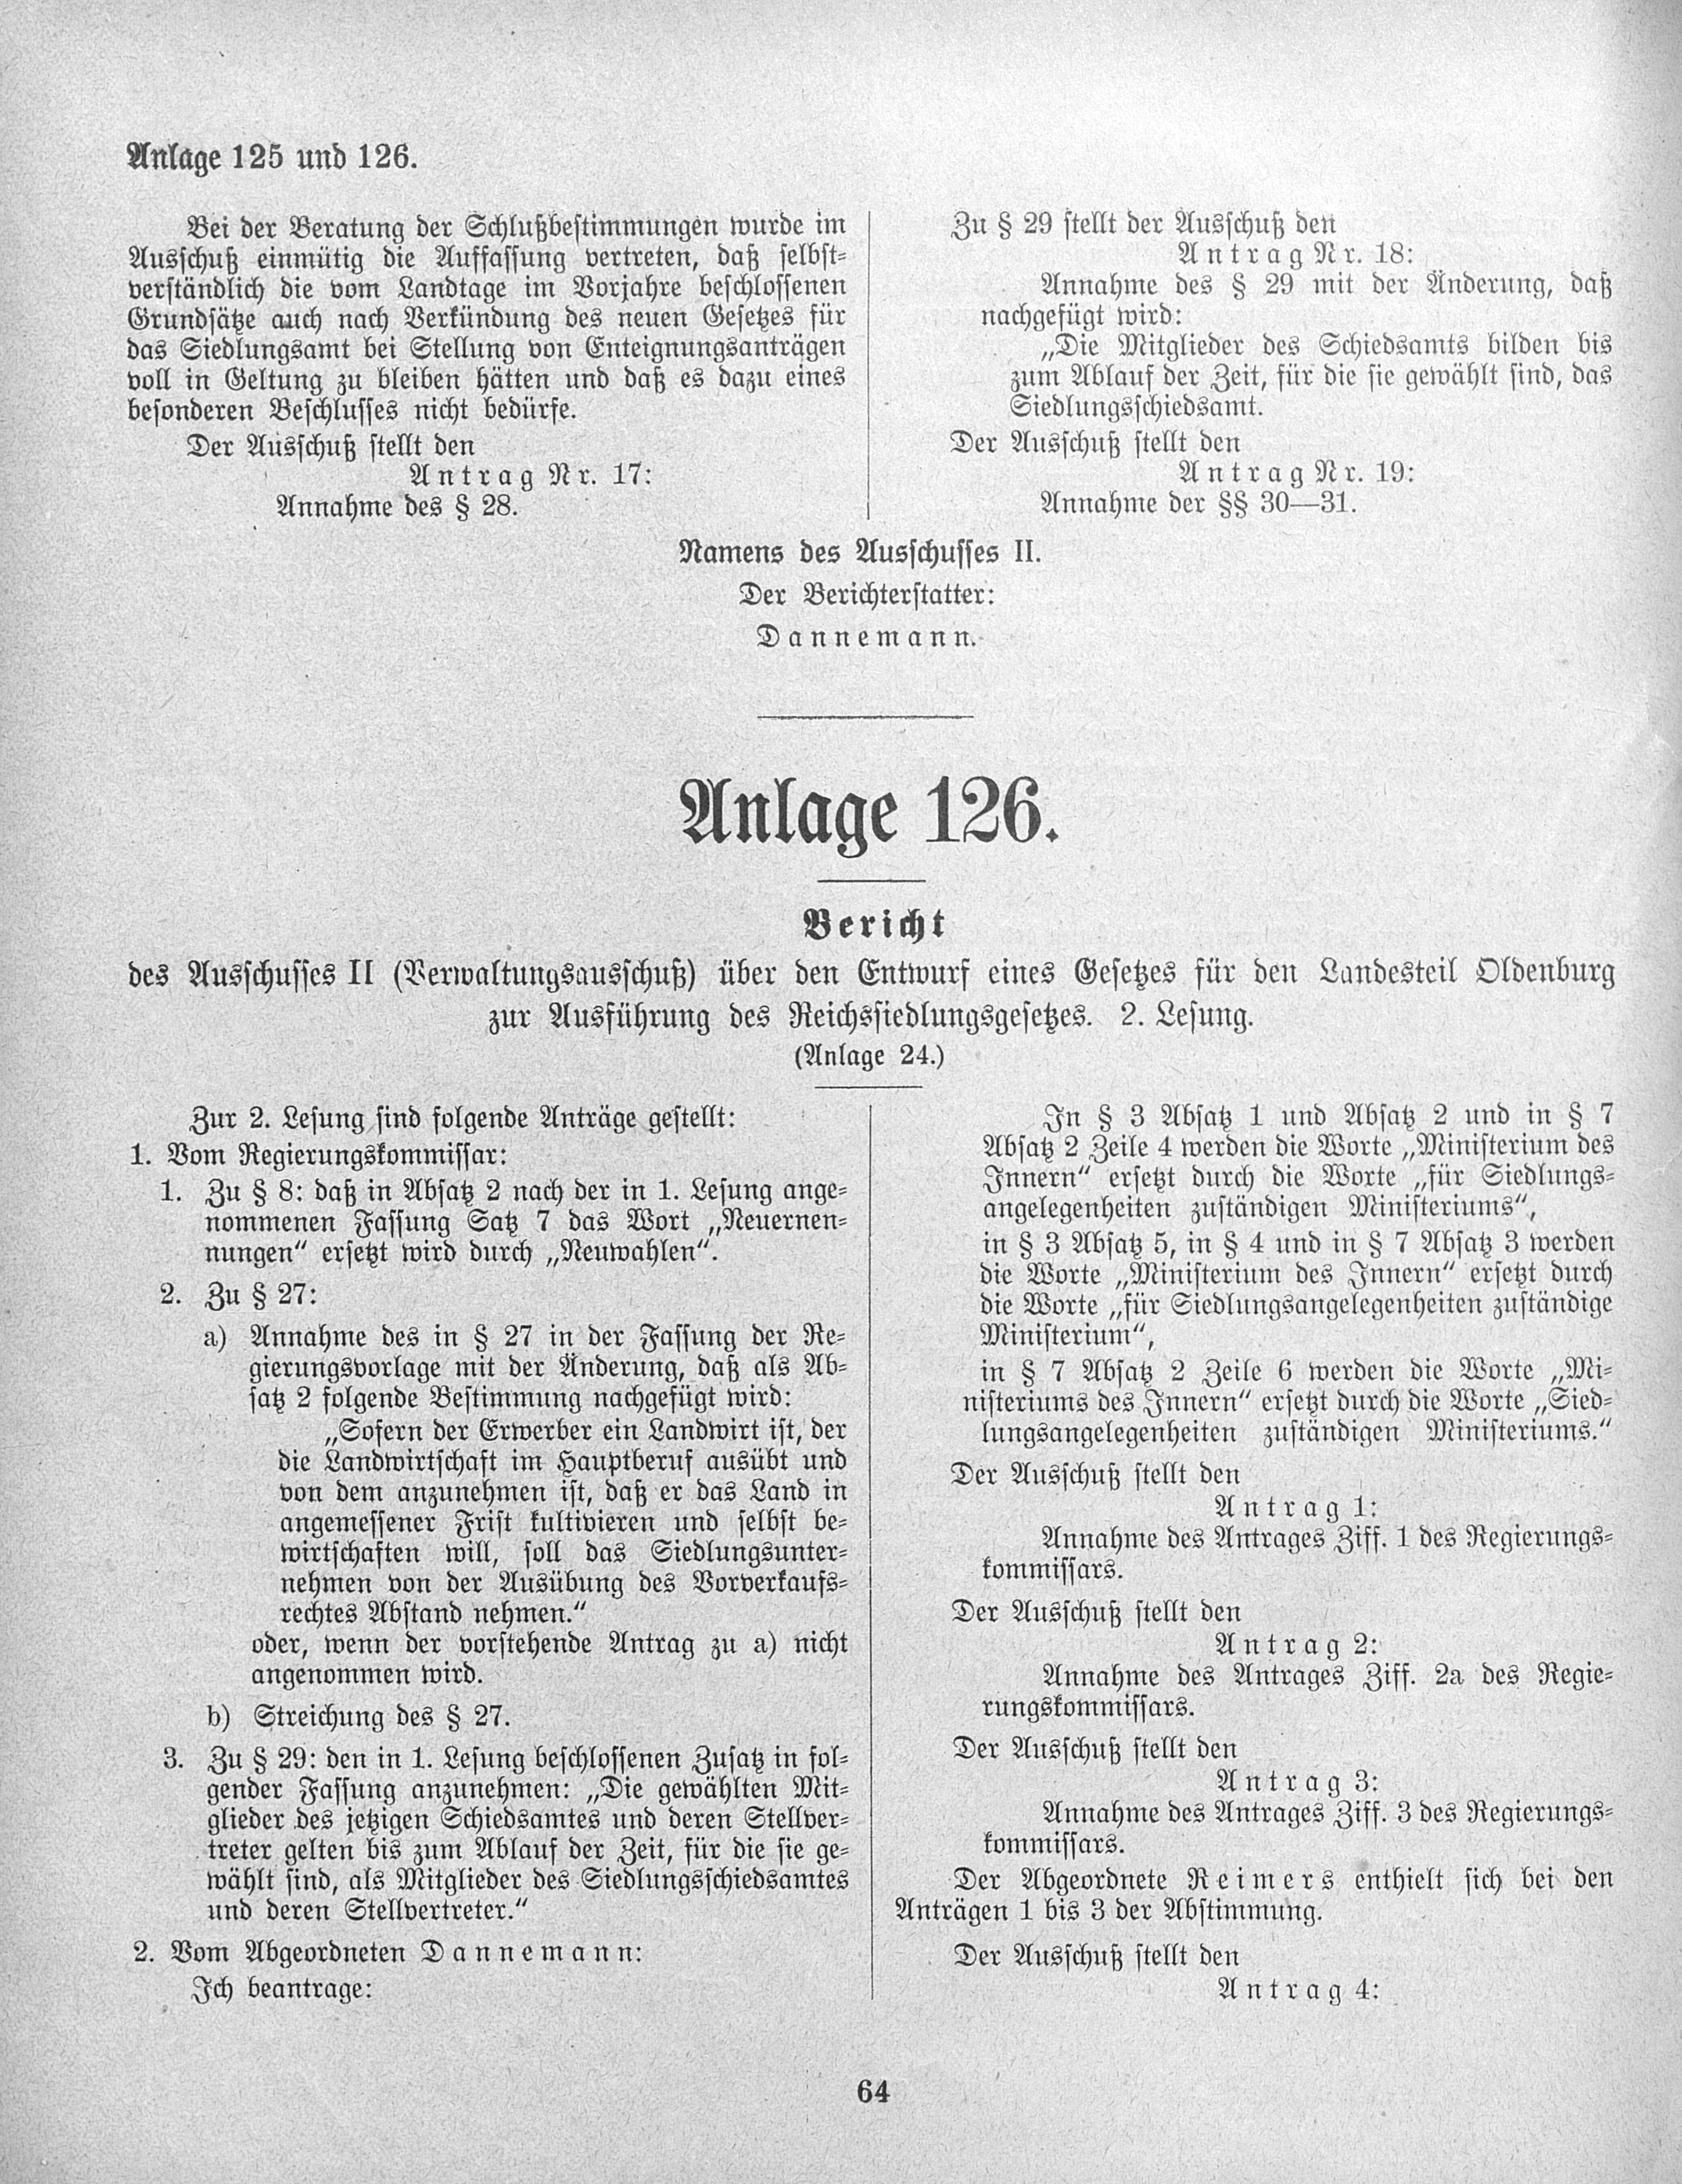 Anlage 125 und 126.
Bei der Beratung der Schlußbestimmungen wurde im
Ausschuß einmütig die Auffassung vertreten, daß selbst-
verständlich die vom Landtage im Vorjahre beschlossenen
Grundsätze auch nach Verkündung des neuen Gesetzes für
das Siedlungsamt bei Stellung von Enteignungsanträgen
voll in Geltung zu bleiben hätten und daß es dazu eines
besonderen Beschlusses nicht bedürfe.
Der Ausschuß stellt den
Antrag Nr. 17:
Annahme des § 28.
Zu § 29 stellt der Ausschuß den
Antrag Nr. 18:
Annahme des § 29 mit der Änderung, daß
nachgefügt wird:
„Die Mitglieder des Schiedsamts bilden bis
zum Ablauf der Zeit, für die sie gewählt sind, das
Siedlungsschiedsamt.
Der Ausschuß stellt den
Antrag Nr. 19:
Annahme der §§ 30—31.
Namens des Ausschusses II.
Der Berichterstatter:
Dannemann.
Anlage 126.
Bericht
des Ausschusses II (Verwaltungsausschuß) über den Entwurf eines Gesetzes für den Landesteil Oldenburg
zur Ausführung des Reichssiedlungsgesetzes. 2. Lesung.
(Anlage 24.)
Zur 2. Lesung sind folgende Anträge gestellt:
1. Vom Regierungskommissar:
1. Zu § 8: daß in Absatz 2 nach der in 1. Lesung ange-
nommenen Fassung Satz 7 das Wort „Neuernen-
nungen“ ersetzt wird durch „Neuwahlen“.
2. Zu § 27:
a) Annahme des in § 27 in der Fassung der Re-
gierungsvorlage mit der Änderung, daß als Ab-
satz 2 folgende Bestimmung nachgefügt wird:
„Sofern der Erwerber ein Landwirt ist, der
die Landwirtschaft im Hauptberuf ausübt und
von dem anzunehmen ist, daß er das Land in
angemessener Frist kultivieren und selbst be-
wirtschaften will, soll das Siedlungsunter-
nehmen von der Ausübung des Vorverkaufs-
rechtes Abstand nehmen.“
oder, wenn der vorstehende Antrag zu a) nicht
angenommen wird.
b) Streichung des § 27.
3. Zu § 29: den in 1. Lesung beschlossenen Zusatz in fol-
gender Fassung anzunehmen: „Die gewählten Mit-
glieder des jetzigen Schiedsamtes und deren Stellver-
treter gelten bis zum Ablauf der Zeit, für die sie ge-
wählt sind, als Mitglieder des Siedlungsschiedsamtes
und deren Stellvertreter.“
2. Vom Abgeordneten Dannemann:
Ich beantrage:
In § 3 Absatz 1 und Absatz 2 und in § 7
Absatz 2 Zeile 4 werden die Worte „Ministerium des
Innern“ ersetzt durch die Worte „für Siedlungs-
angelegenheiten zuständigen Ministeriums“,
in § 3 Absatz 5, in § 4 und in § 7 Absatz 3 werden
die Worte „Ministerium des Innern“ ersetzt durch
die Worte „für Siedlungsangelegenheiten zuständige
Ministerium“,
in § 7 Absatz 2 Zeile 6 werden die Worte „Mi-
nisteriums des Innern“ ersetzt durch die Worte „Sied-
lungsangelegenheiten zuständigen Ministeriums.“
Der Ausschuß stellt den
Antrag 1:
Annahme des Antrages Ziff. 1 des Regierungs-
kommissars.
Der Ausschuß stellt den
Antrag 2:
Annahme des Antrages Ziff. 2a des Regie-
rungskommissars.
Der Ausschuß stellt den
Antrag 3:
Annahme des Antrages Ziff. 3 des Regierungs-
kommissars.
Der Abgeordnete Reimers enthielt sich bei den
Anträgen 1 bis 3 der Abstimmung.
Der Ausschuß stellt den
Antrag 4:
64